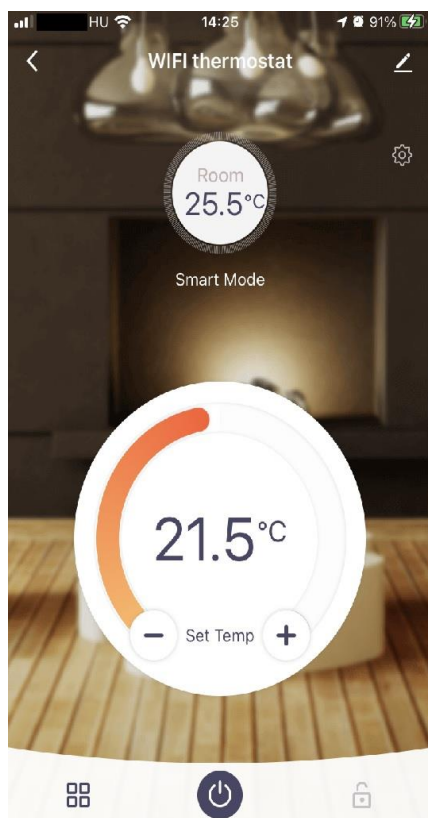 HU 14:25 91%
WIFI thermostat
Room
25.5°C
Smart Mode
21.5°C
Set Temp